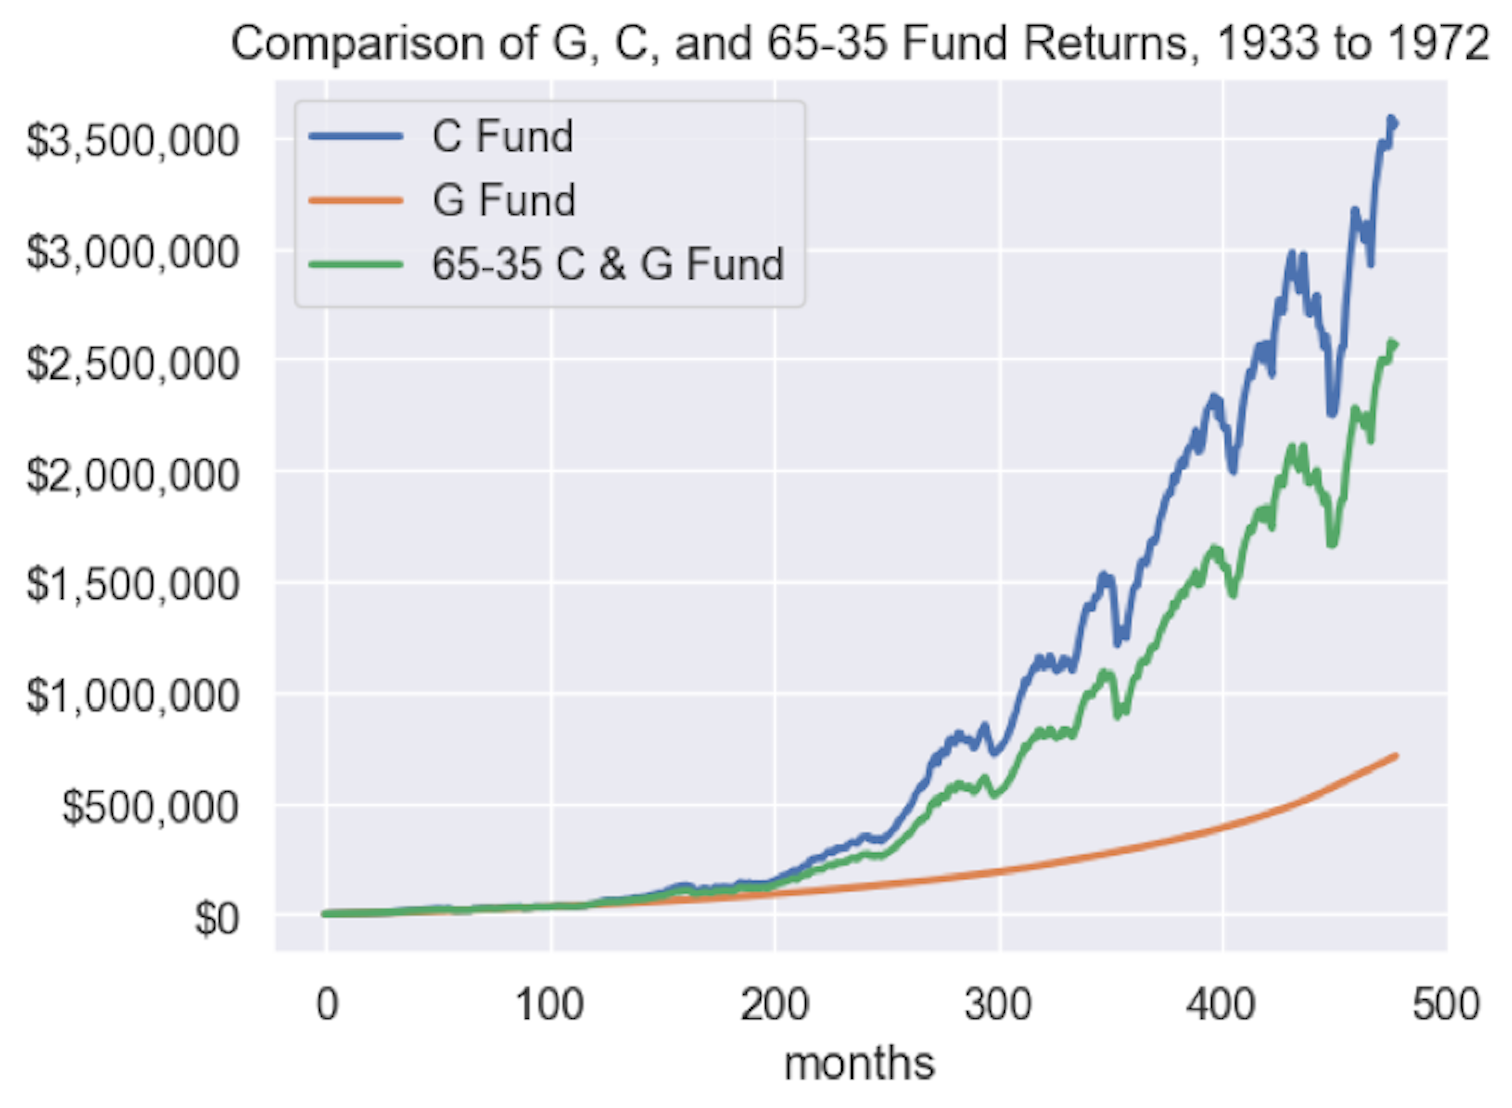 Comparison of G, C, and 65-35 Fund Returns, 1933 to 1972
C Fund
G Fund
65-35 C & G Fund
$3,500,000
$3,000,000
$2,500,000
$2,000,000
$1,500,000
$1,000,000
$500,000
$0
0 100 200 300 400 500
months